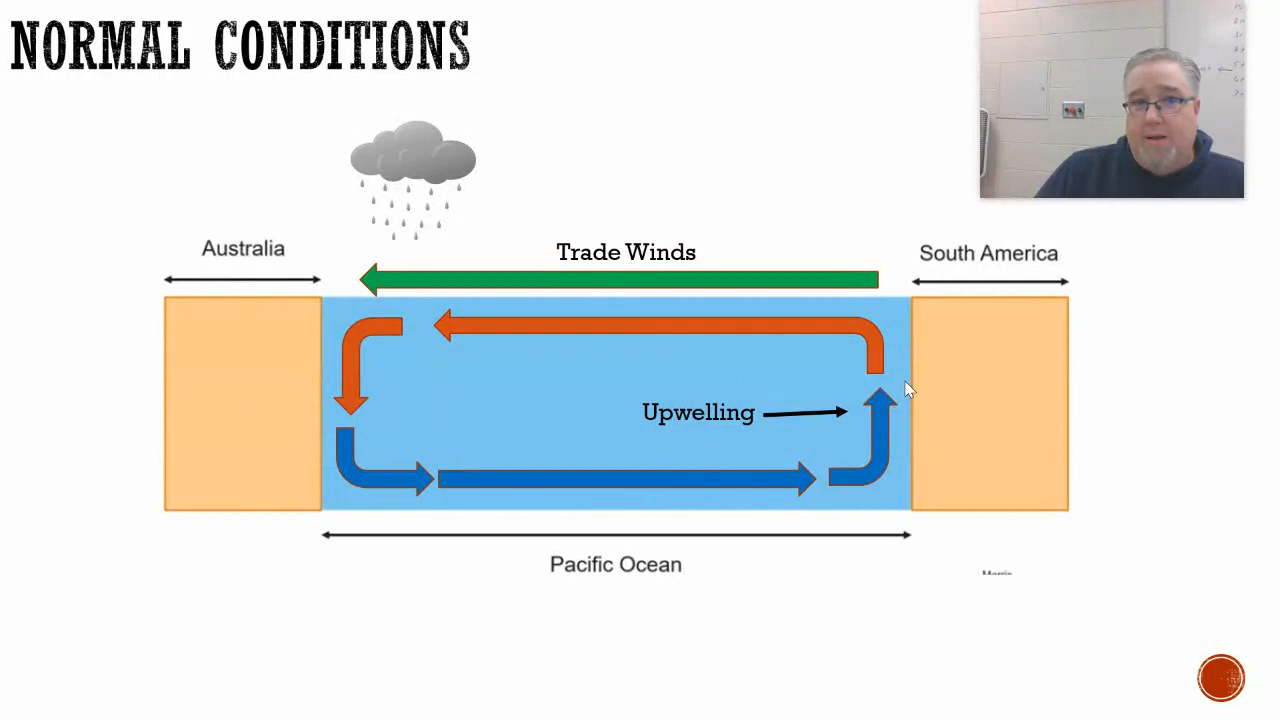 NORMAL CONDITIONS
Australia
Trade Winds
South America
Upwelling
Pacific Ocean